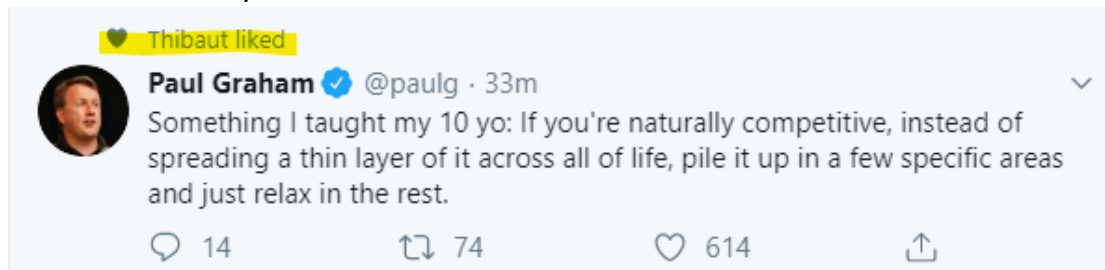 Thibaut liked
Paul Graham @paulg · 33m
Something I taught my 10 yo: If you're naturally competitive, instead of
spreading a thin layer of it across all of life, pile it up in a few specific areas
and just relax in the rest.
14 74 614